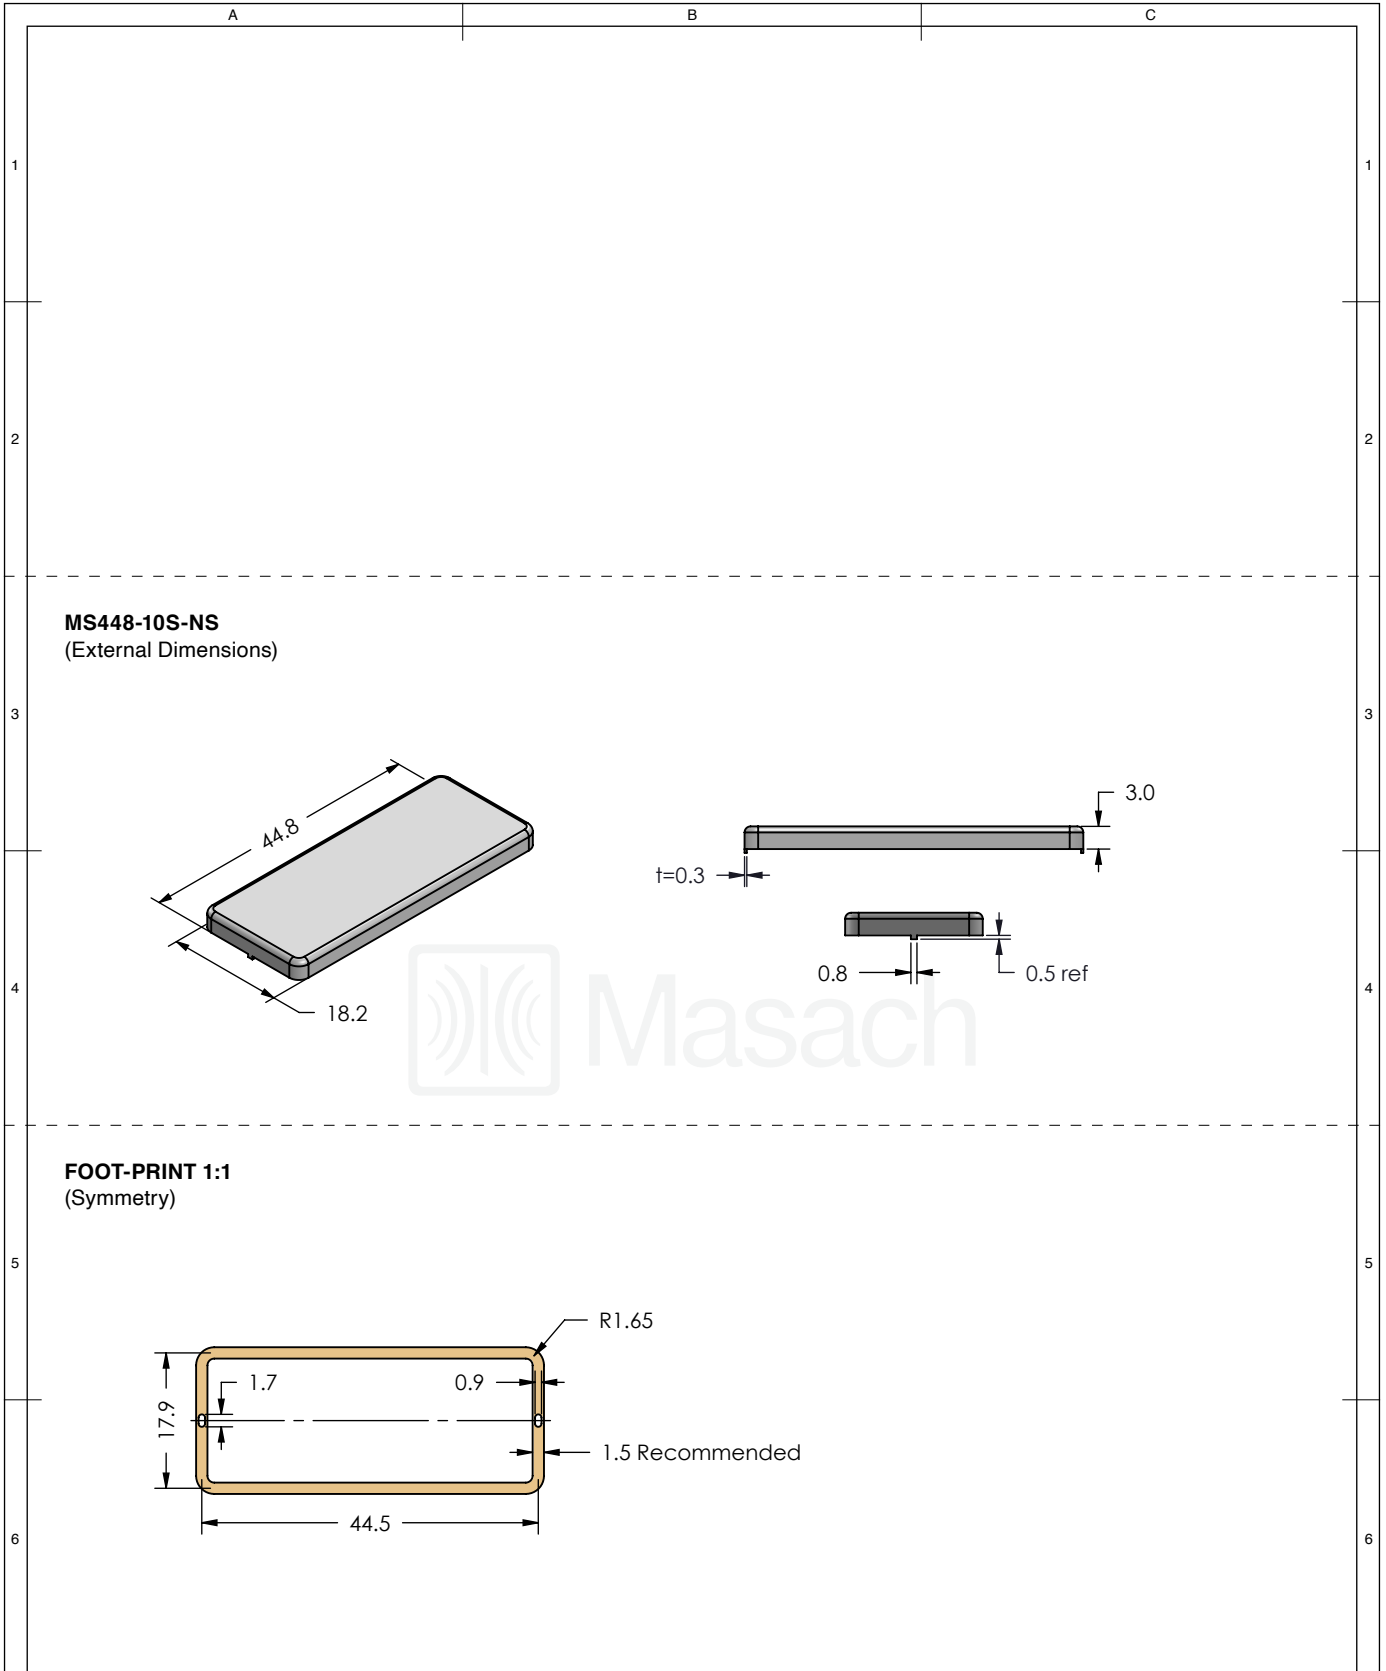 A B C
1 1
2 2
MS448-10S-NS
(External Dimensions)
3 3
44.8
18.2
3.0
t=0.3
0.8
0.5 ref
4 4
Masach
FOOT-PRINT 1:1
(Symmetry)
5 5
R1.65
1.7
0.9
17.9
1.5 Recommended
44.5
6 6